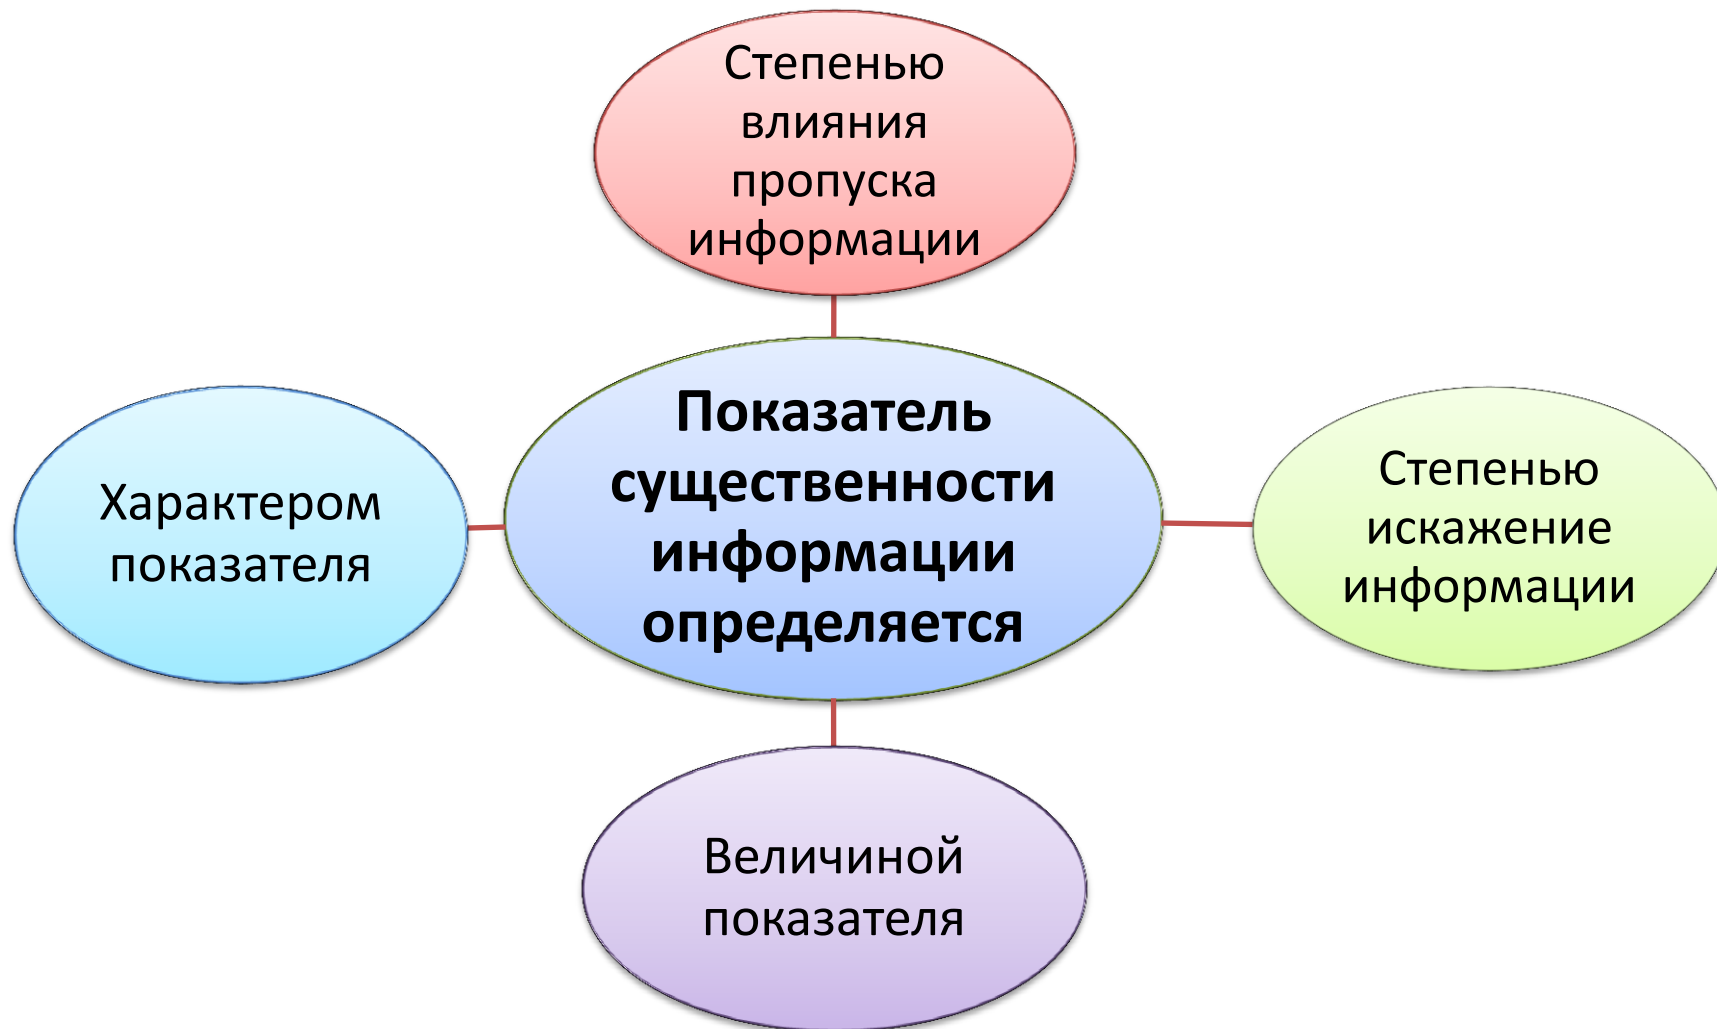 Степенью
влияния
пропуска
информации
Показатель
существенности
информации
определяется
Характером
показателя
Степенью
искажение
информации
Величиной
показателя